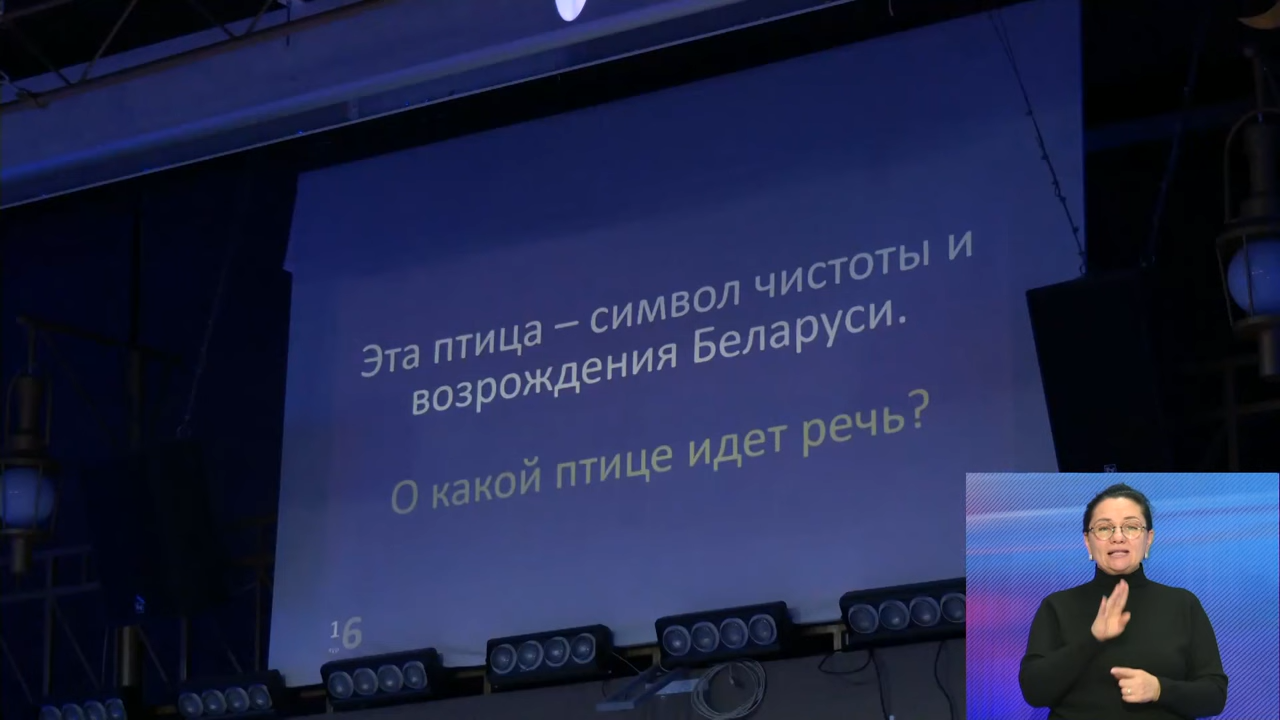 Эта птица – символ чистоты и
возрождения Беларуси.
О какой птице идет речь?
16